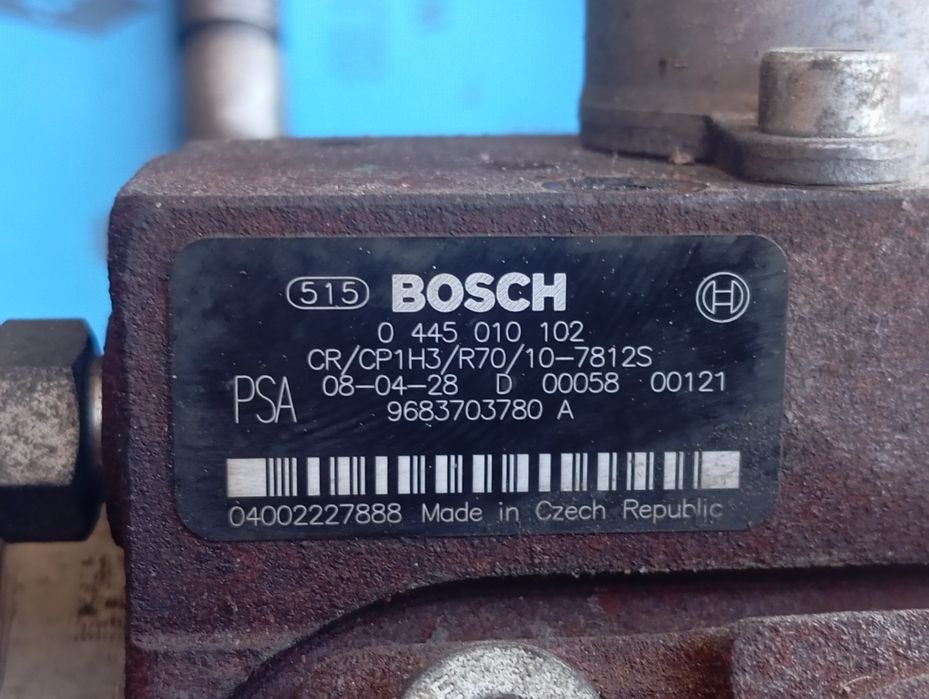 515 BOSCH
0 445 010 102
CR/CP1H3/R70/10-7812S
PSA 08-04-28 D 00058 00121
9683703780 A
04002227888 Made in Czech Republic